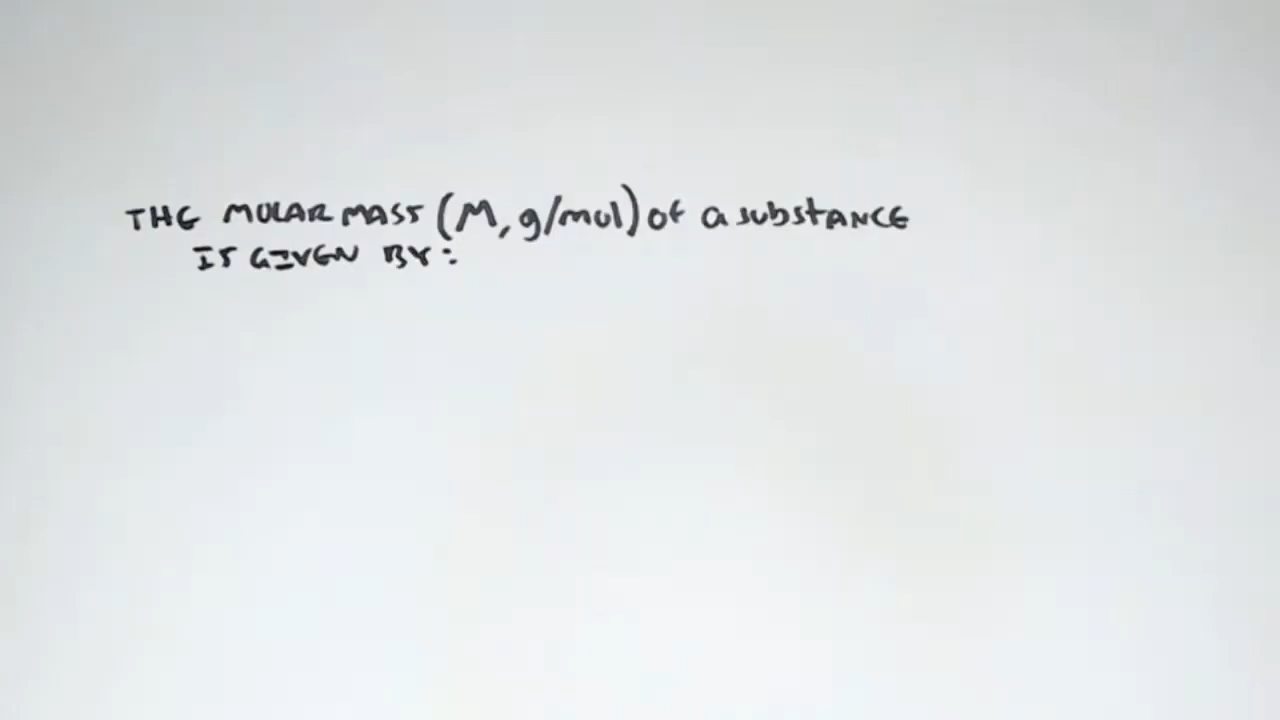 THE MOLAR MASS (M, g/mol) of a substANCE
IS GIVEN BY: